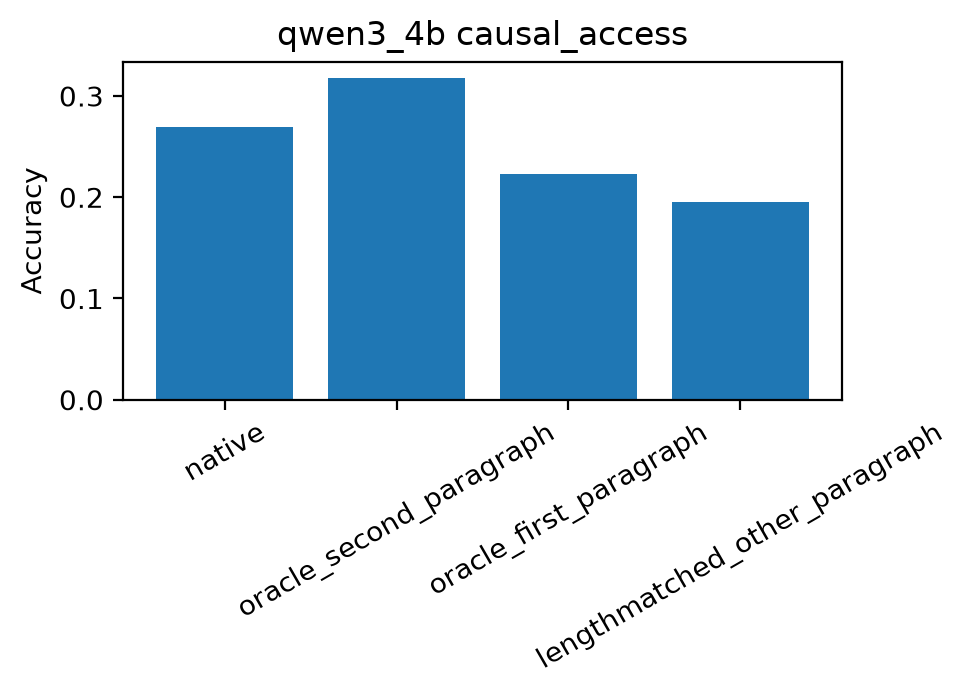 qwen3_4b causal_access
Accuracy
0.3
0.2
0.1
0.0
native
oracle_second_paragraph
oracle_first_paragraph
lengthmatched_other_paragraph